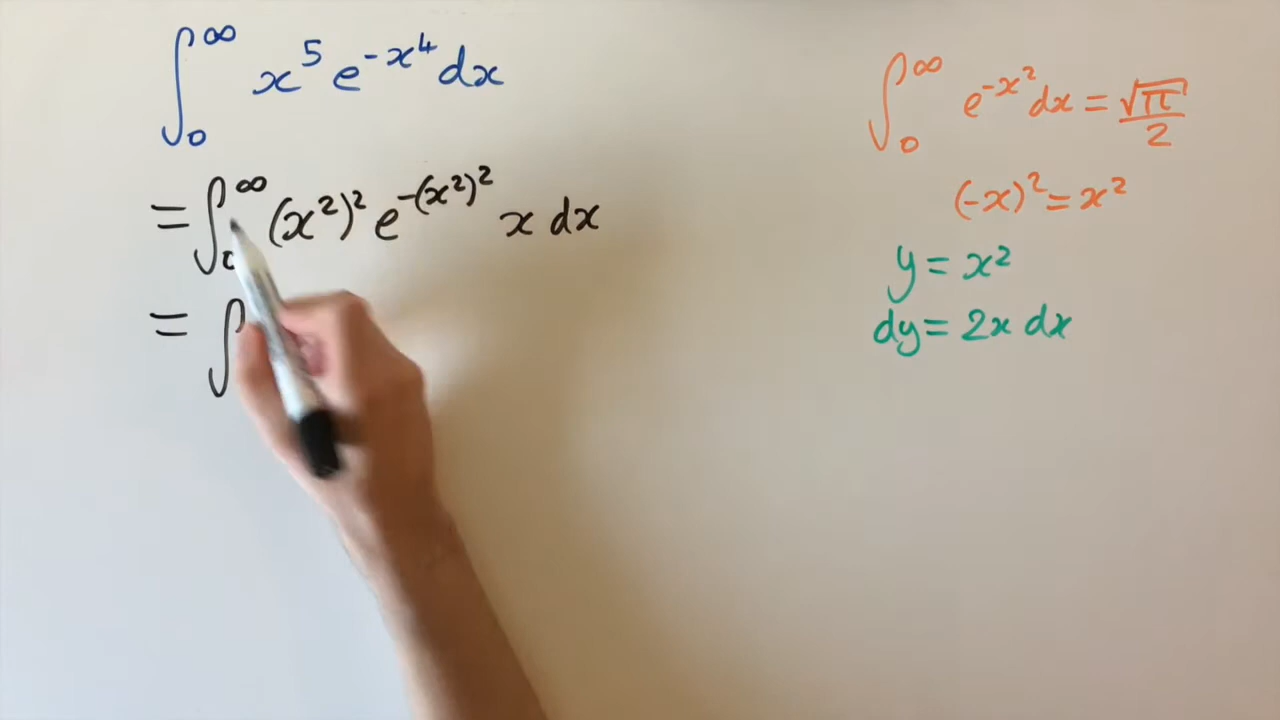 ∫₀^∞ x⁵ e^(-x⁴) dx
= ∫₀^∞ (x²)² e^(-(x²)²) x dx
= ∫
∫₀^∞ e^(-x²) dx = √π/2
(-x)² = x²
y = x²
dy = 2x dx